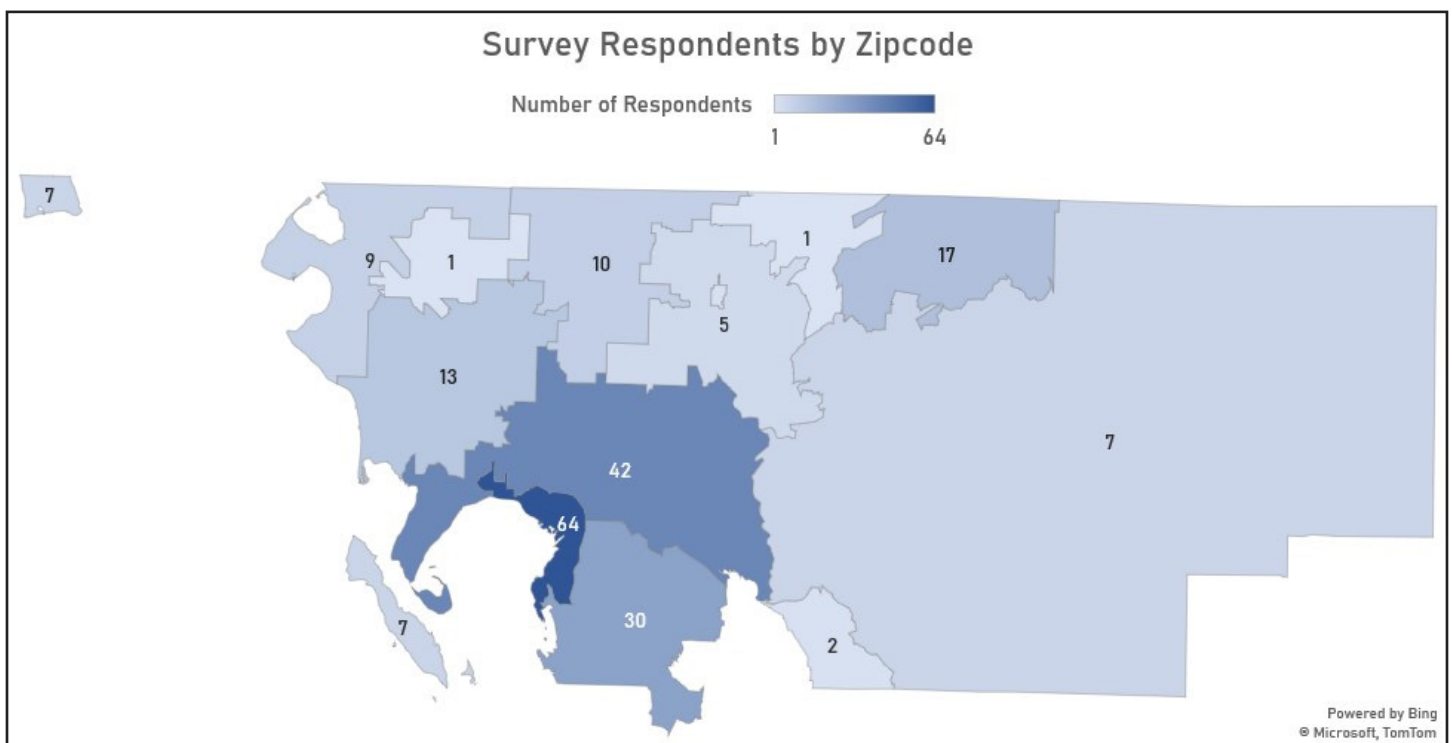 Survey Respondents by Zipcode
Number of Respondents
1 64
7
9 1 10 1 17
5
13
42 7
64
7 30 2
Powered by Bing
© Microsoft, TomTom